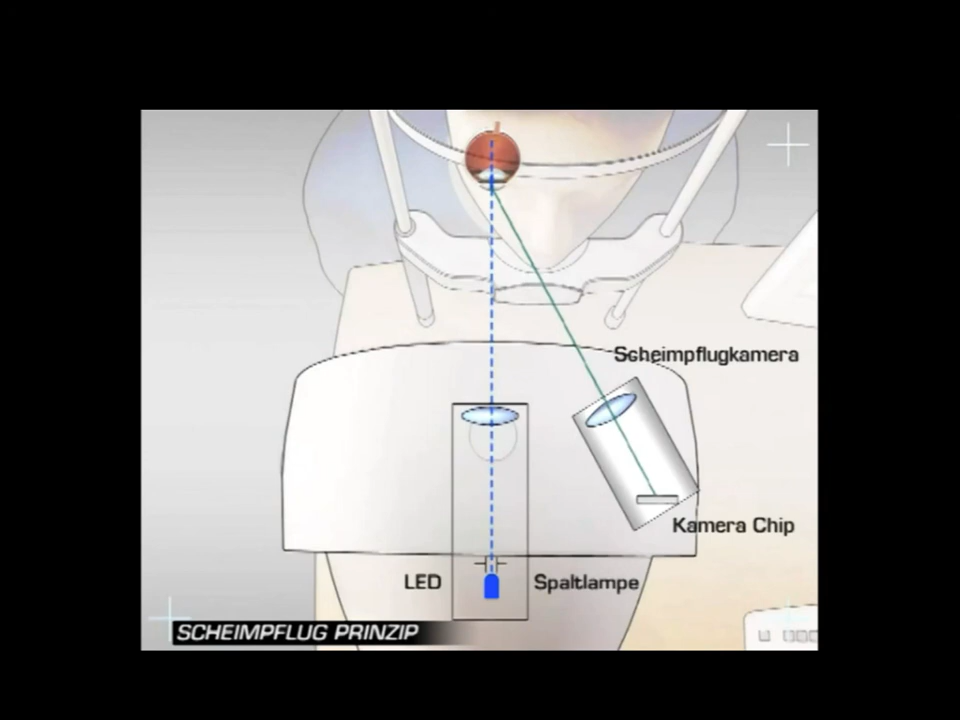 Scheimpflugkamera
Kamera Chip
LED
Spaltlampe
SCHEIMPFLUG PRINZIP